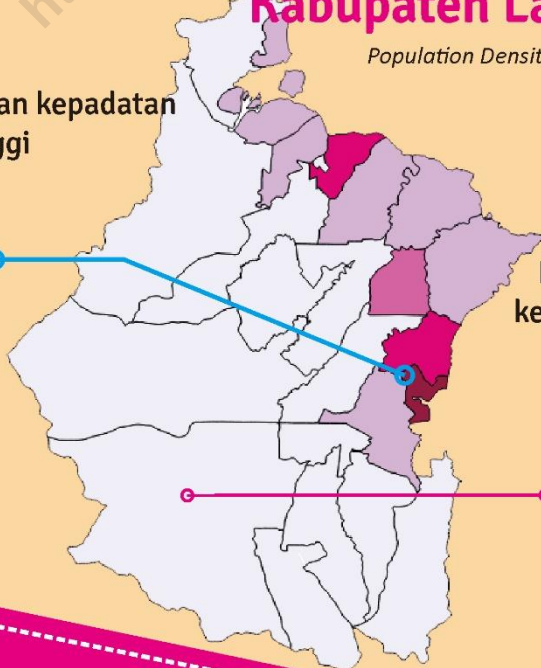 Kabupaten La
Population Densit
an kepadatan
ggi
ke